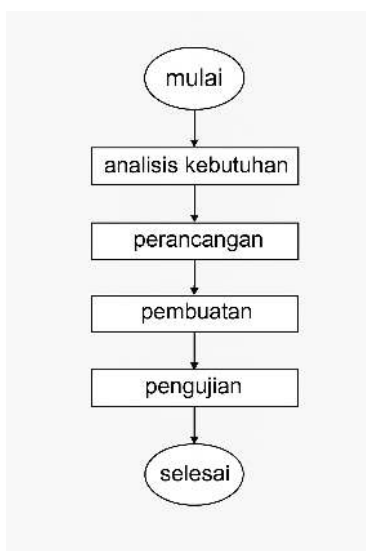 mulai
analisis kebutuhan
perancangan
pembuatan
pengujian
selesai